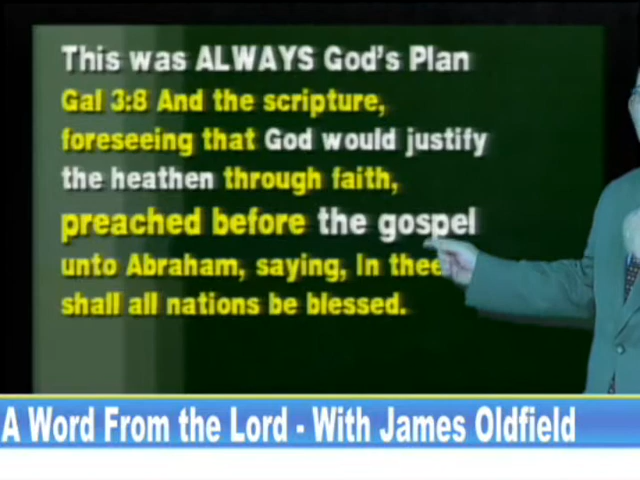 This was ALWAYS God's Plan
Gal 3:8 And the scripture,
foreseeing that God would justify
the heathen through faith,
preached before the gospel
unto Abraham, saying, In thee
shall all nations be blessed.
A Word From the Lord - With James Oldfield